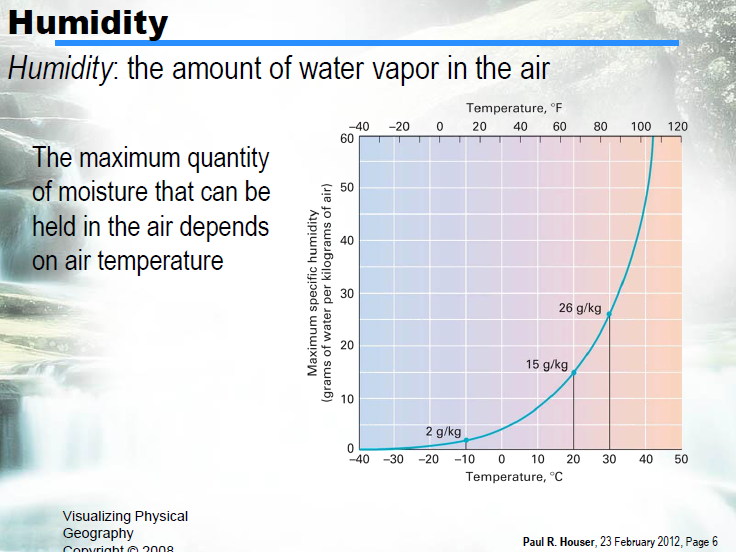 Humidity
Humidity: the amount of water vapor in the air
The maximum quantity
of moisture that can be
held in the air depends
on air temperature
Temperature, °F
–40 –20 0 20 40 60 80 100 120
Maximum specific humidity
(grams of water per kilograms of air)
60
50
40
30
20
10
0
26 g/kg
15 g/kg
2 g/kg
–40 –30 –20 –10 0 10 20 30 40 50
Temperature, °C
Visualizing Physical
Geography
Copyright © 2008
Paul R. Houser, 23 February 2012, Page 6